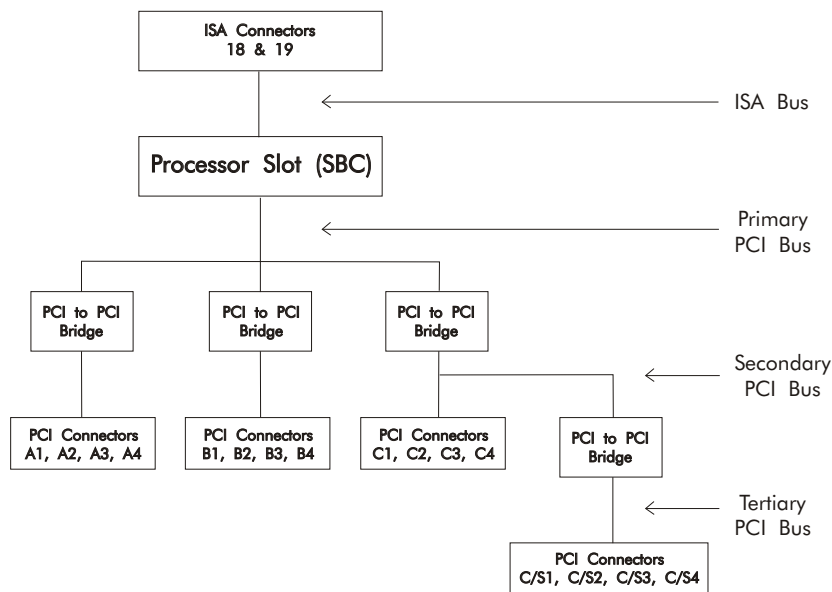 ISA Connectors
18 & 19
ISA Bus
Processor Slot (SBC)
Primary
PCI Bus
PCI to PCI
Bridge
PCI to PCI
Bridge
PCI to PCI
Bridge
Secondary
PCI Bus
PCI Connectors
A1, A2, A3, A4
PCI Connectors
B1, B2, B3, B4
PCI Connectors
C1, C2, C3, C4
PCI to PCI
Bridge
Tertiary
PCI Bus
PCI Connectors
C/S1, C/S2, C/S3, C/S4